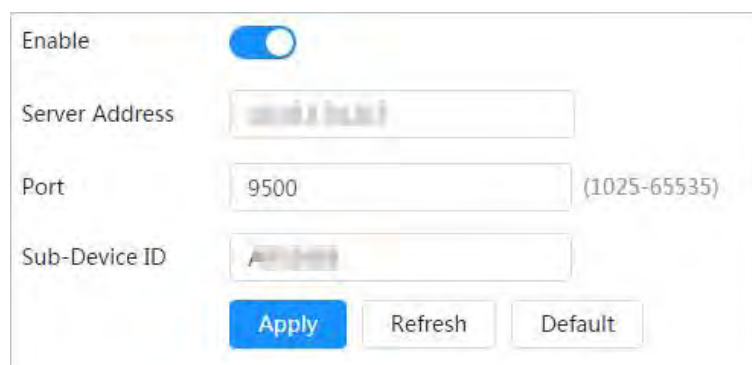 Enable
Server Address
Port 9500 (1025-65535)
Sub-Device ID A
Apply Refresh Default